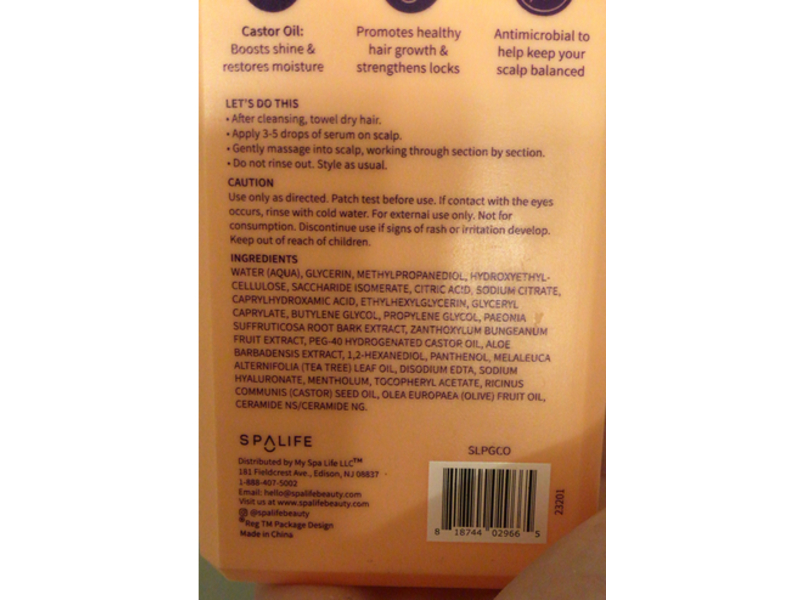 Castor Oil:
Boosts shine &
restores moisture
Promotes healthy
hair growth &
strengthens locks
Antimicrobial to
help keep your
scalp balanced
LET'S DO THIS
• After cleansing, towel dry hair.
• Apply 3-5 drops of serum on scalp.
• Gently massage into scalp, working through section by section.
• Do not rinse out. Style as usual.
CAUTION
Use only as directed. Patch test before use. If contact with the eyes
occurs, rinse with cold water. For external use only. Not for
consumption. Discontinue use if signs of rash or irritation develop.
Keep out of reach of children.
INGREDIENTS
WATER (AQUA), GLYCERIN, METHYLPROPANEDIOL, HYDROXYETHYL-
CELLULOSE, SACCHARIDE ISOMERATE, CITRIC ACID, SODIUM CITRATE,
CAPRYLHYDROXAMIC ACID, ETHYLHEXYLGLYCERIN, GLYCERYL
CAPRYLATE, BUTYLENE GLYCOL, PROPYLENE GLYCOL, PAEONIA
SUFFRUTICOSA ROOT BARK EXTRACT, ZANTHOXYLUM BUNGEANUM
FRUIT EXTRACT, PEG-40 HYDROGENATED CASTOR OIL, ALOE
BARBADENSIS EXTRACT, 1,2-HEXANEDIOL, PANTHENOL, MELALEUCA
ALTERNIFOLIA (TEA TREE) LEAF OIL, DISODIUM EDTA, SODIUM
HYALURONATE, MENTHOLUM, TOCOPHERYL ACETATE, RICINUS
COMMUNIS (CASTOR) SEED OIL, OLEA EUROPAEA (OLIVE) FRUIT OIL,
CERAMIDE NS/CERAMIDE NG.
SPALIFE
Distributed by My Spa Life LLC™
161 Fieldcrest Ave., Edison, NJ 08837
1-888-407-5002
Email: hello@spalifebeauty.com
Visit us at www.spalifebeauty.com
@spalifebeauty
®Reg TM Package Design
Made in China
SLPGCO
8 18744 02966 5
23201